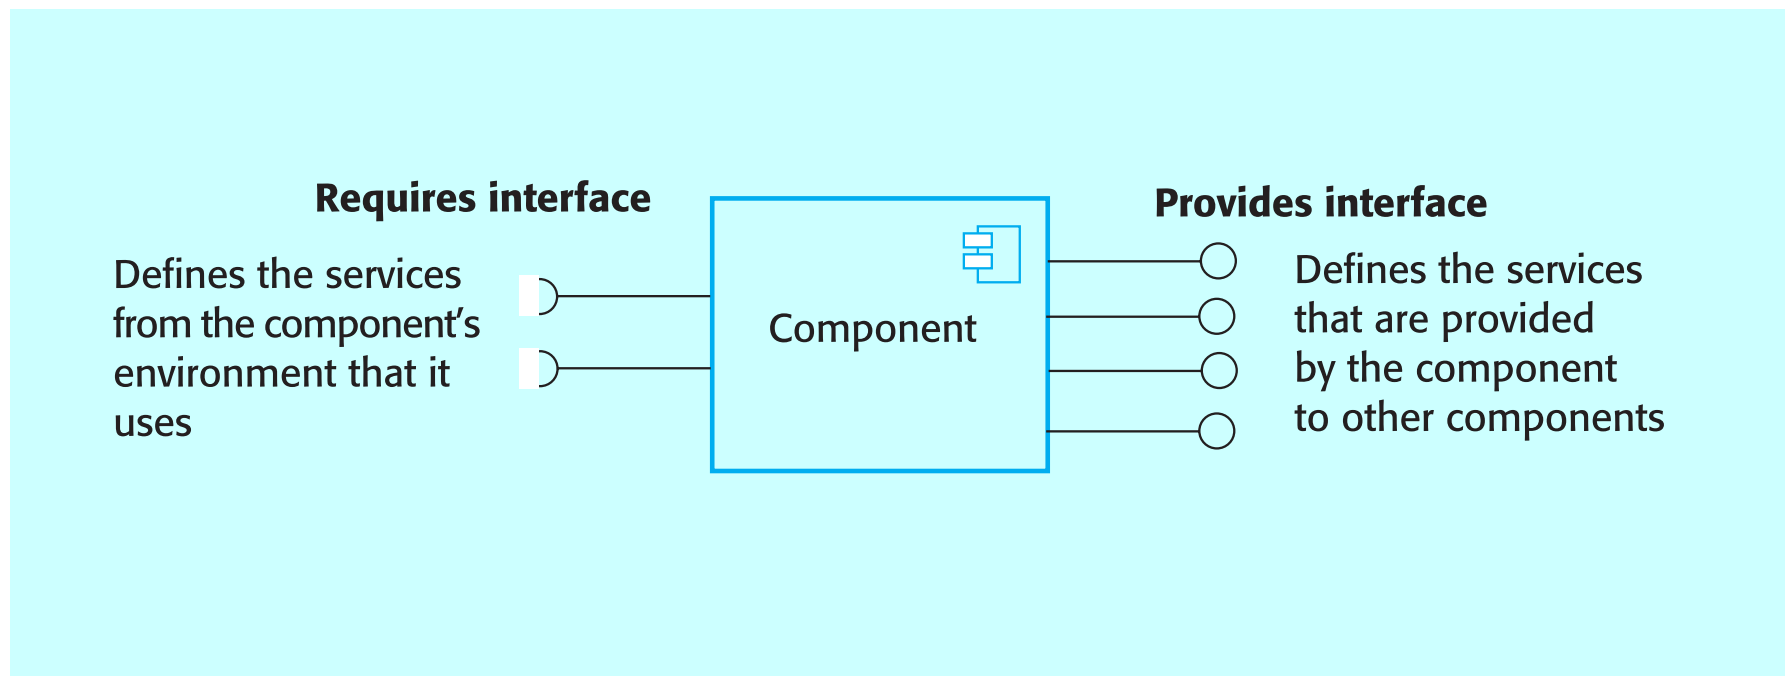 Requires interface
Defines the services
from the component's
environment that it
uses
Component
Provides interface
Defines the services
that are provided
by the component
to other components